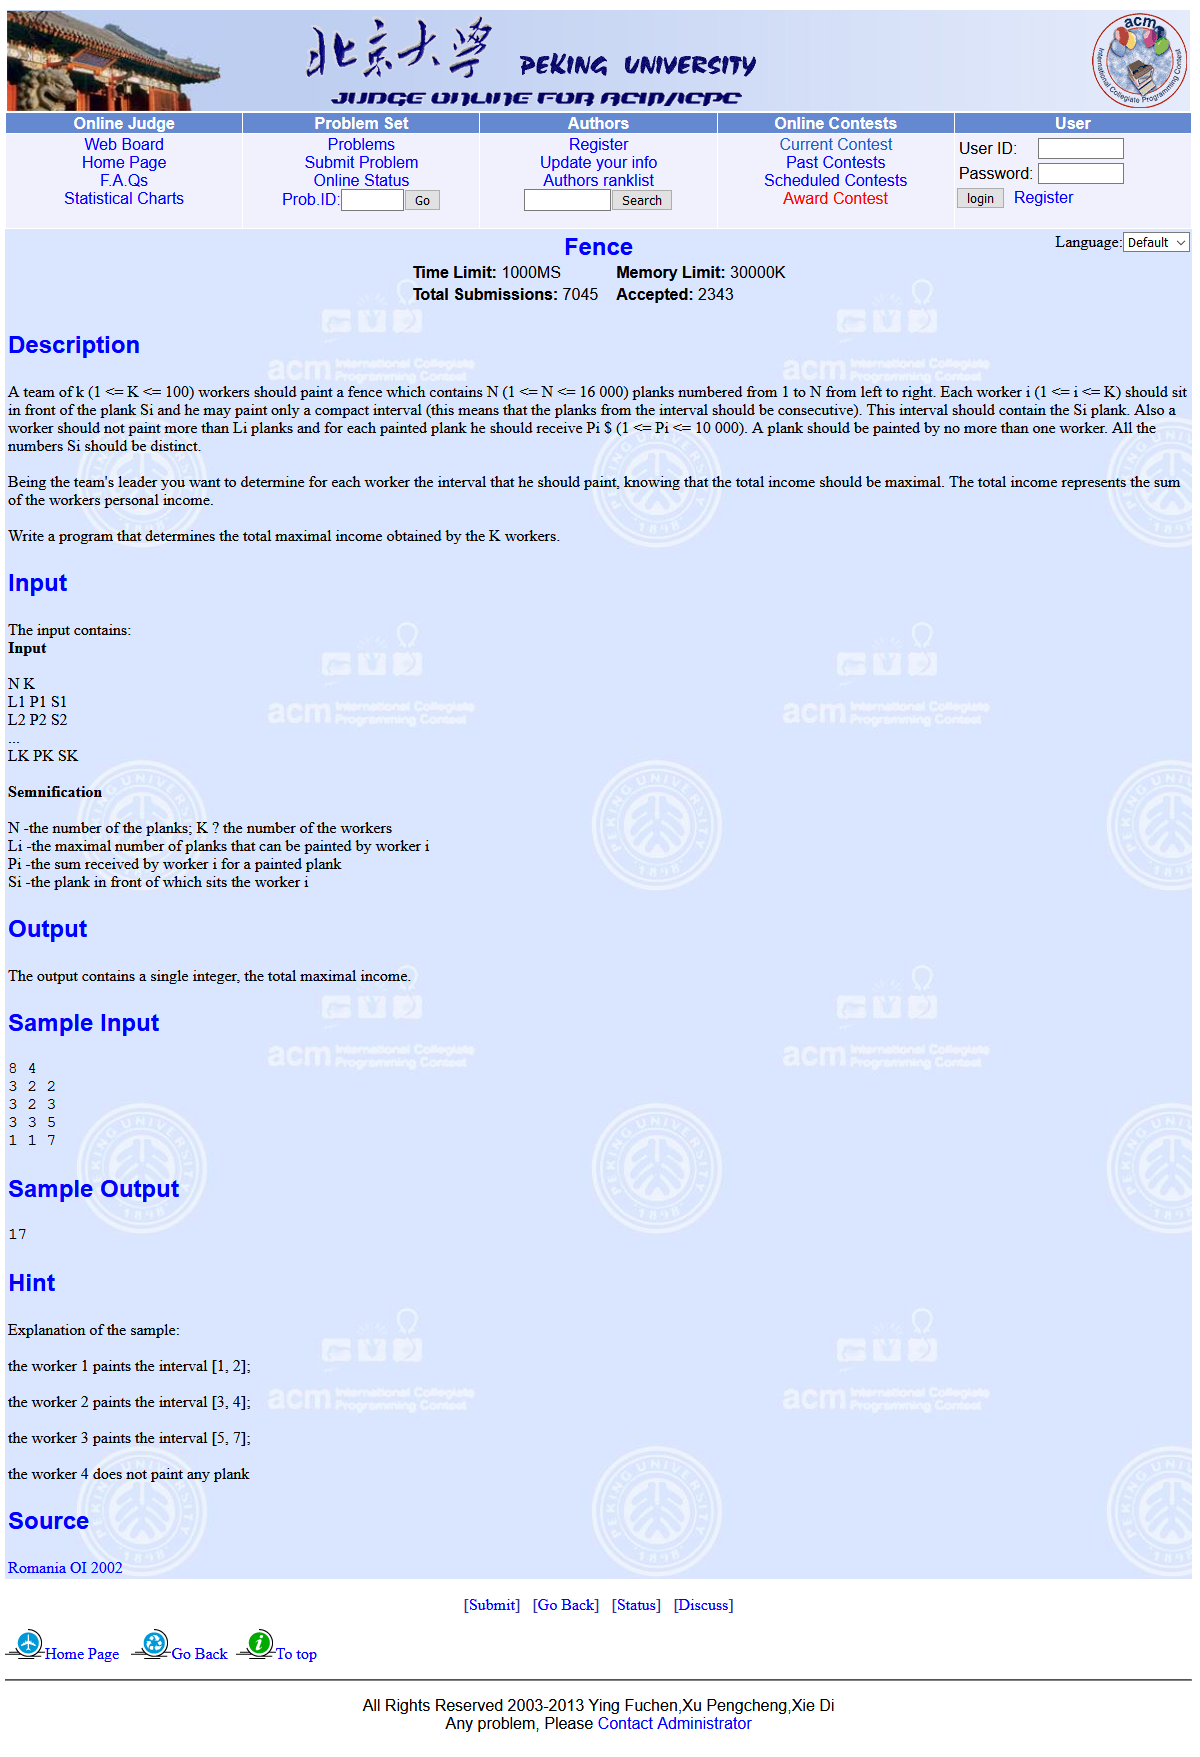 北京大學 PEKING UNIVERSITY
JUDGE ONLINE FOR ACM/ICPC
acm
International Collegiate Programming Contest
Online Judge Problem Set Authors Online Contests User
Web Board
Home Page
F.A.Qs
Statistical Charts
Problems
Submit Problem
Online Status
Prob.ID: Go
Register
Update your info
Authors ranklist
Search
Current Contest
Past Contests
Scheduled Contests
Award Contest
User ID:
Password:
login Register
Language: Default
Fence
Time Limit: 1000MS Memory Limit: 30000K
Total Submissions: 7045 Accepted: 2343
Description
A team of k (1 <= K <= 100) workers should paint a fence which contains N (1 <= N <= 16 000) planks numbered from 1 to N from left to right. Each worker i (1 <= i <= K) should sit
in front of the plank Si and he may paint only a compact interval (this means that the planks from the interval should be consecutive). This interval should contain the Si plank. Also a
worker should not paint more than Li planks and for each painted plank he should receive Pi $ (1 <= Pi <= 10 000). A plank should be painted by no more than one worker. All the
numbers Si should be distinct.
Being the team's leader you want to determine for each worker the interval that he should paint, knowing that the total income should be maximal. The total income represents the sum
of the workers personal income.
Write a program that determines the total maximal income obtained by the K workers.
Input
The input contains:
Input
N K
L1 P1 S1
L2 P2 S2
...
LK PK SK
Semnification
N -the number of the planks; K ? the number of the workers
Li -the maximal number of planks that can be painted by worker i
Pi -the sum received by worker i for a painted plank
Si -the plank in front of which sits the worker i
Output
The output contains a single integer, the total maximal income.
Sample Input
8 4
3 2 2
3 2 3
3 3 5
1 1 7
Sample Output
17
Hint
Explanation of the sample:
the worker 1 paints the interval [1, 2];
the worker 2 paints the interval [3, 4];
the worker 3 paints the interval [5, 7];
the worker 4 does not paint any plank
Source
Romania OI 2002
[Submit] [Go Back] [Status] [Discuss]
Home Page Go Back To top
All Rights Reserved 2003-2013 Ying Fuchen,Xu Pengcheng,Xie Di
Any problem, Please Contact Administrator